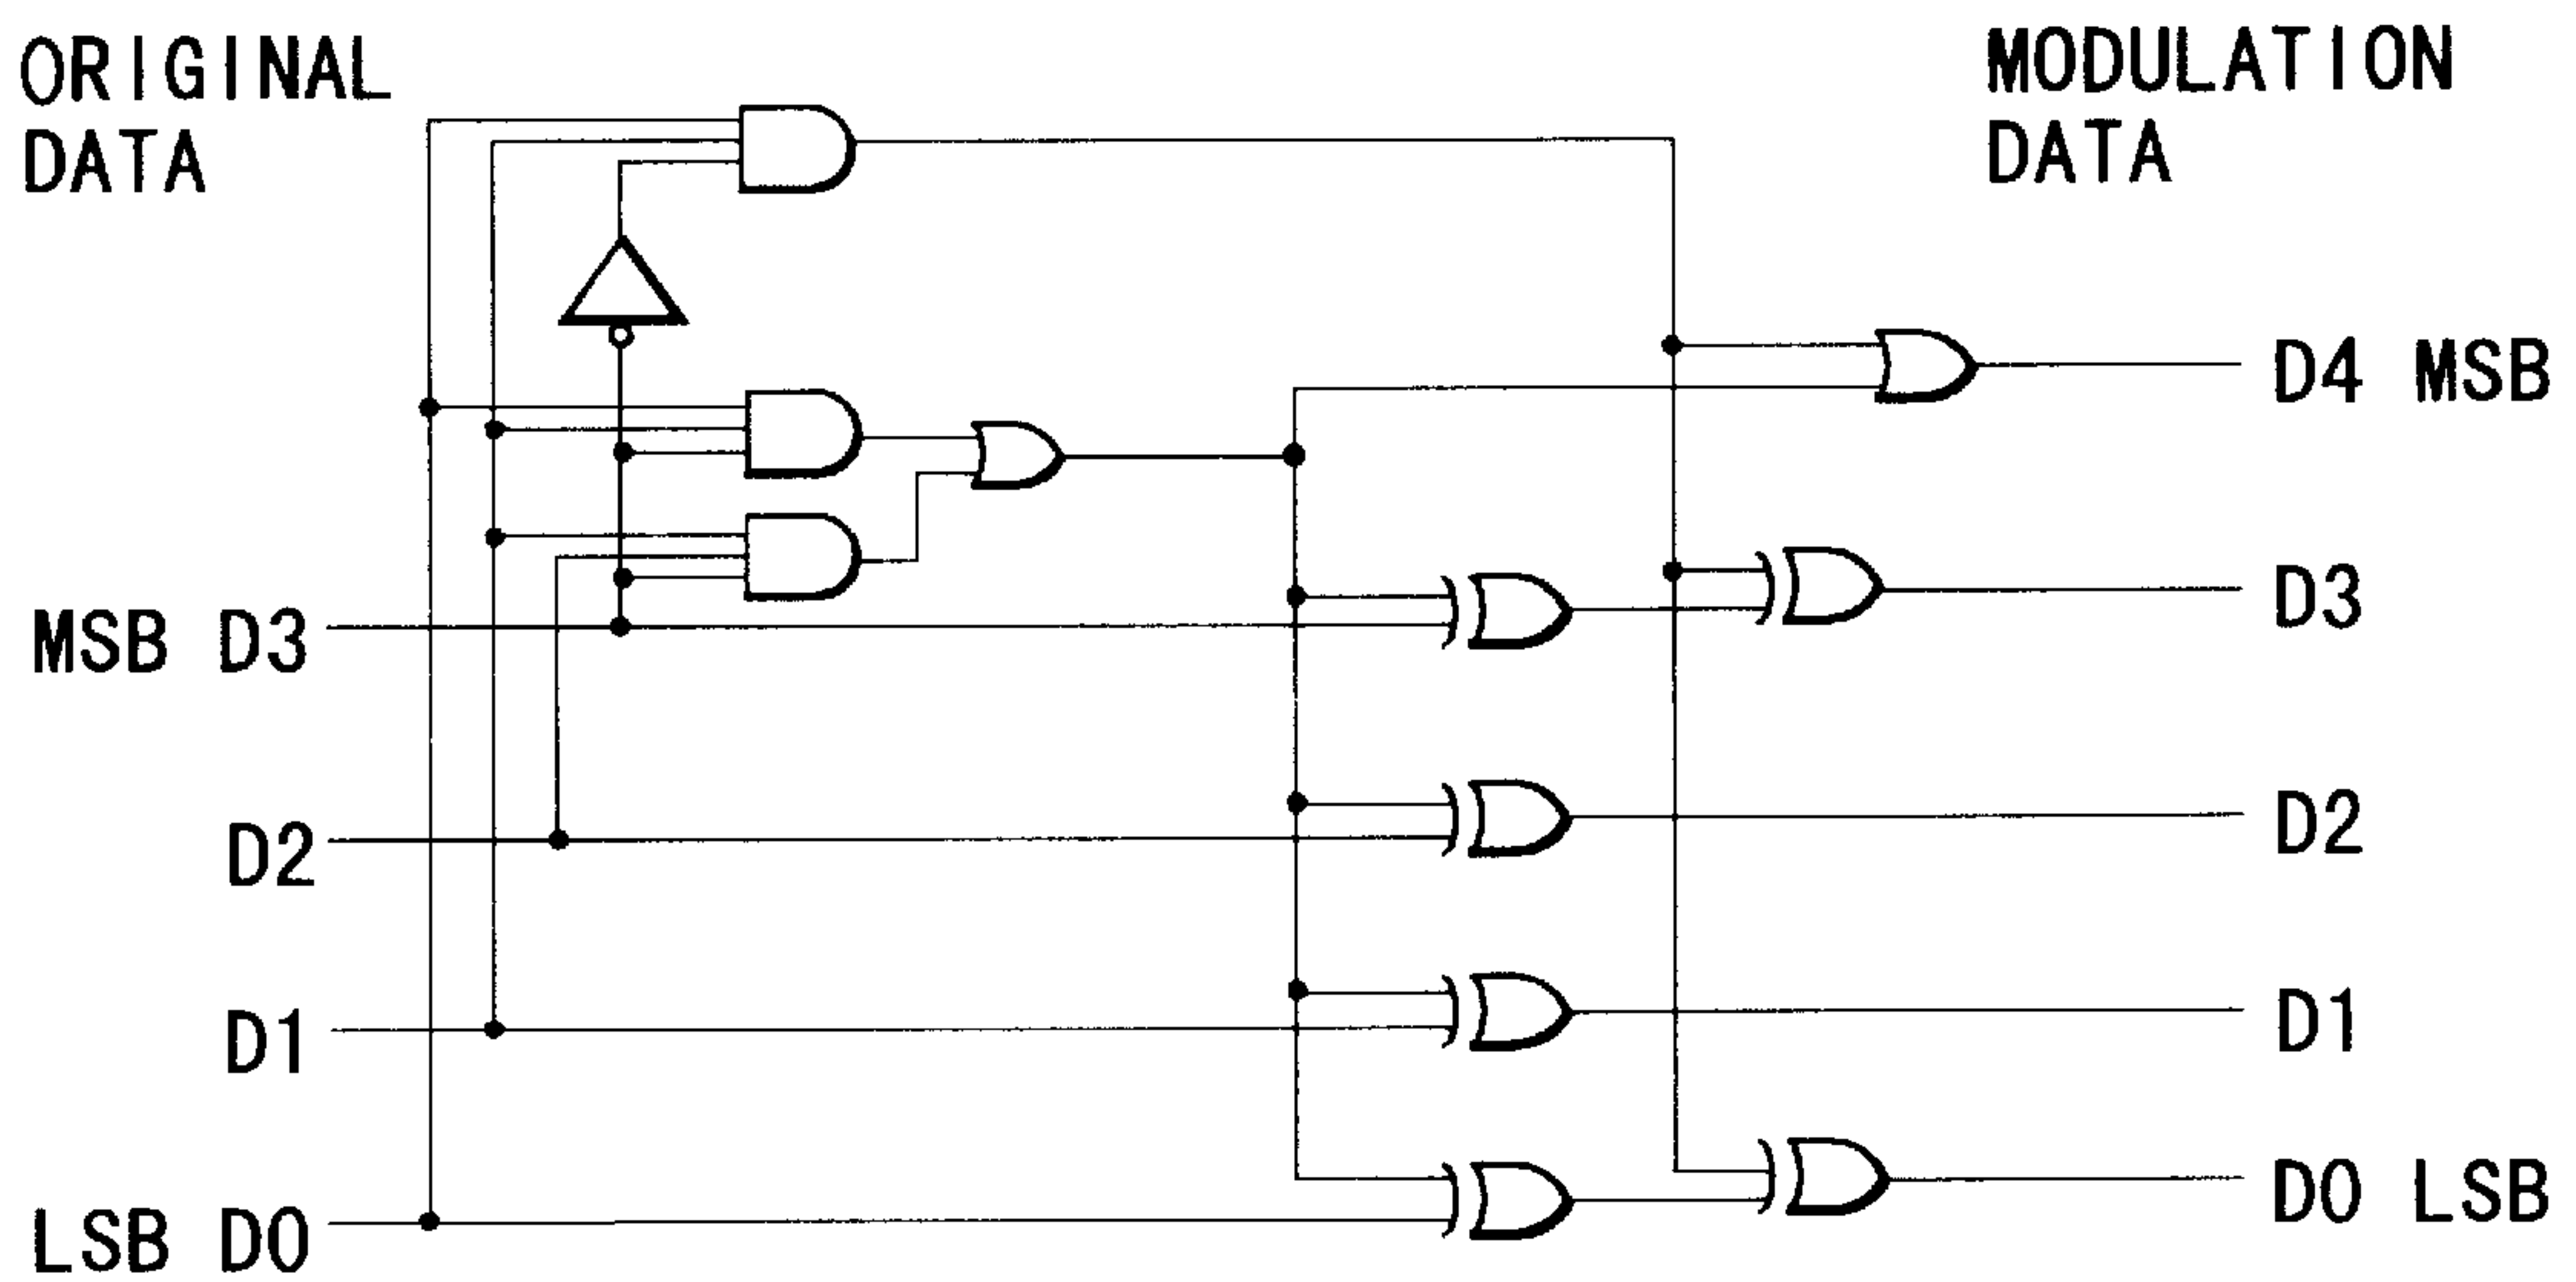 ORIGINAL
DATA
MODULATION
DATA
D4 MSB
D3
MSB D3
D2
D2
D1
D1
D0 LSB
LSB D0